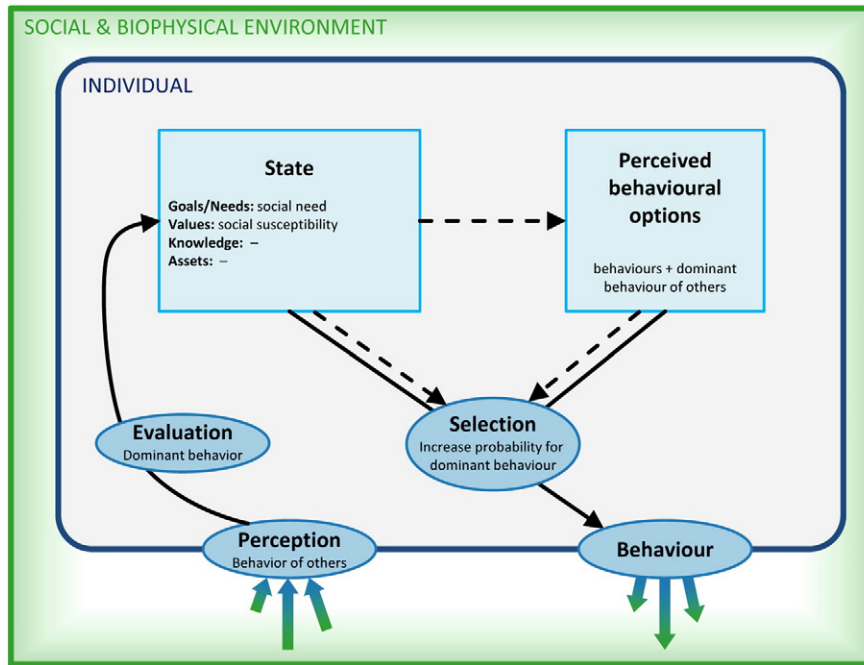 SOCIAL & BIOPHYSICAL ENVIRONMENT
INDIVIDUAL
State
Goals/Needs: social need
Values: social susceptibility
Knowledge: –
Assets: –
Perceived
behavioural
options
behaviours + dominant
behaviour of others
Selection
Increase probability for
dominant behaviour
Evaluation
Dominant behavior
Perception
Behavior of others
Behaviour